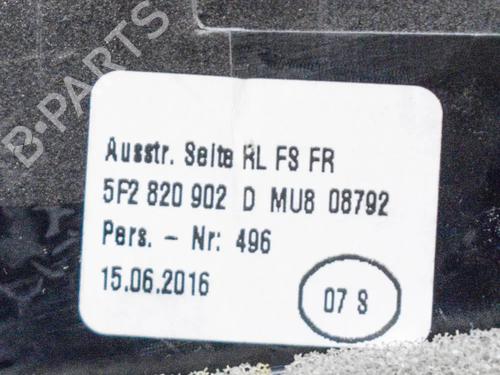 B-PARTS
Ausstr. Seite RL FS FR
5F2 820 902 D MU8 08792
Pers. - Nr: 496
15.06.2016
07 S